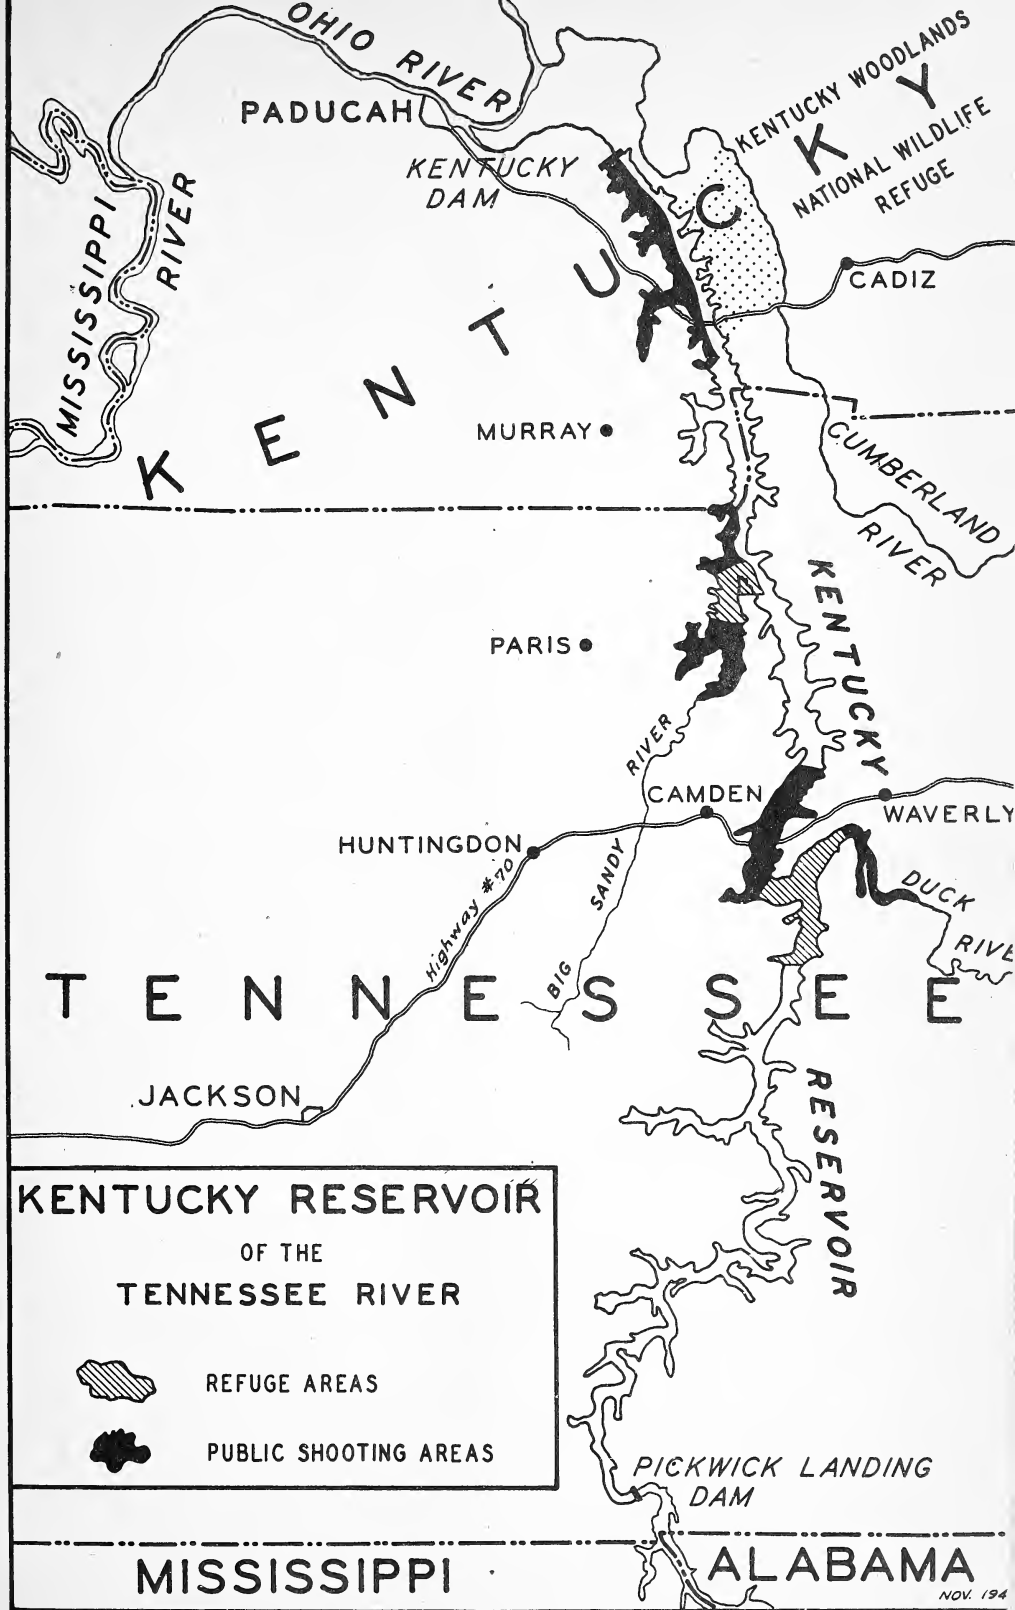 OHIO RIVER
PADUCAH
KENTUCKY
DAM
KENTUCKY WOODLANDS
NATIONAL WILDLIFE
REFUGE
MISSISSIPPI
RIVER
KENTUCKY
CADIZ
MURRAY
CUMBERLAND
RIVER
PARIS
KENTUCKY
RIVER
CAMDEN
WAVERLY
HUNTINGDON
Highway #70
SANDY
BIG
DUCK
RIVE
TENNESSEE
JACKSON
RESERVOIR
KENTUCKY RESERVOIR
OF THE
TENNESSEE RIVER
REFUGE AREAS
PUBLIC SHOOTING AREAS
PICKWICK LANDING
DAM
MISSISSIPPI
ALABAMA
NOV. 194